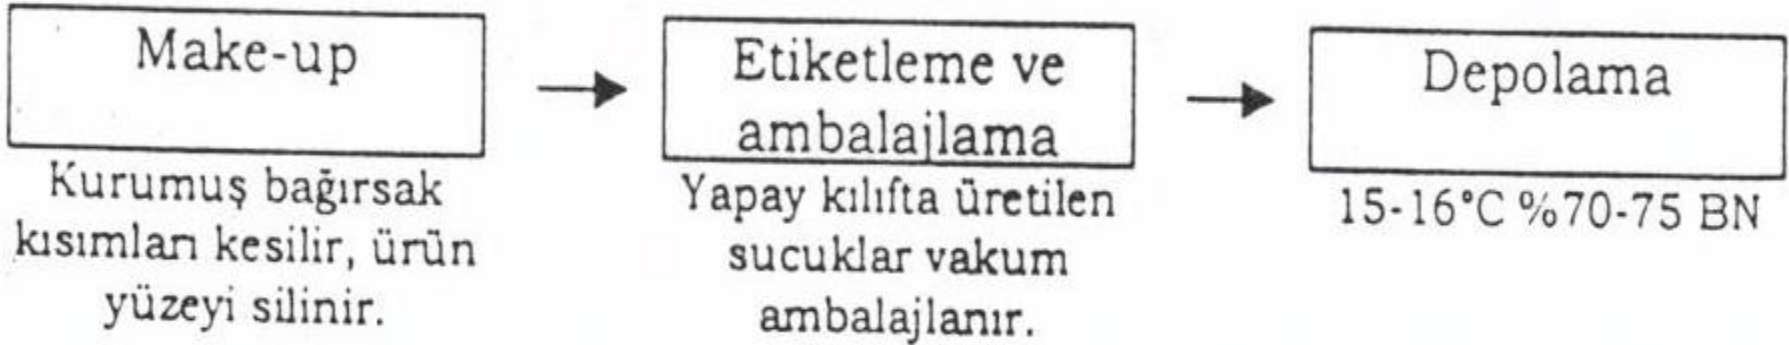 Make-up
Kurumuş bağırsak
kısımları kesilir, ürün
yüzeyi silinir.
Etiketleme ve
ambalajlama
Yapay kılıfta üretilen
sucuklar vakum
ambalajlanır.
Depolama
15-16°C %70-75 BN